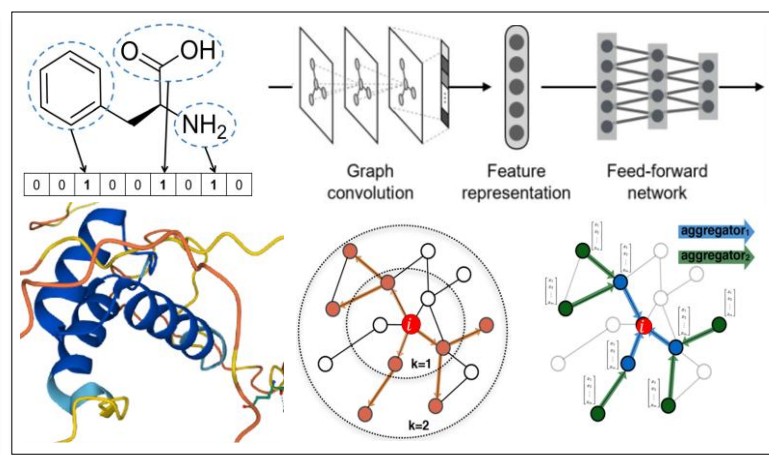 O
OH
NH2
0 0 1 0 0 1 0 1 0
Graph
convolution
Feature
representation
Feed-forward
network
i
k=1
k=2
aggregator1
aggregator2
i